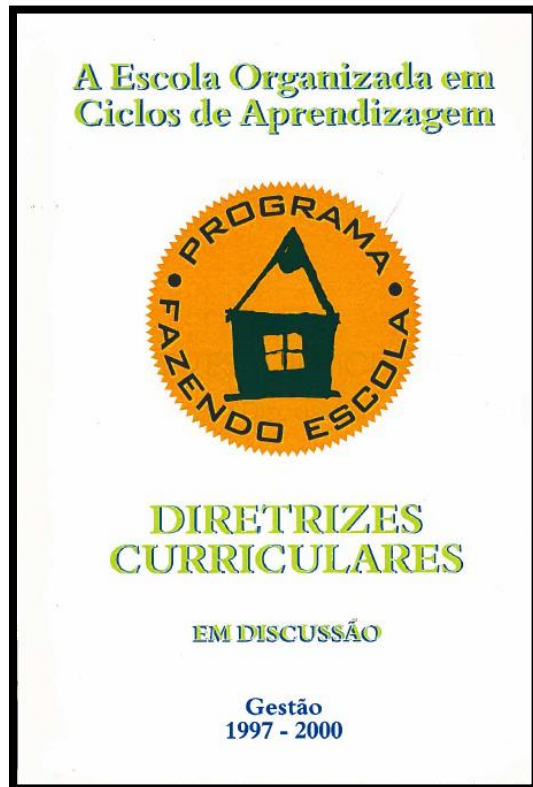 A Escola Organizada em
Ciclos de Aprendizagem
PROGRAMA
FAZENDO ESCOLA
DIRETRIZES
CURRICULARES
EM DISCUSSÃO
Gestão
1997 - 2000